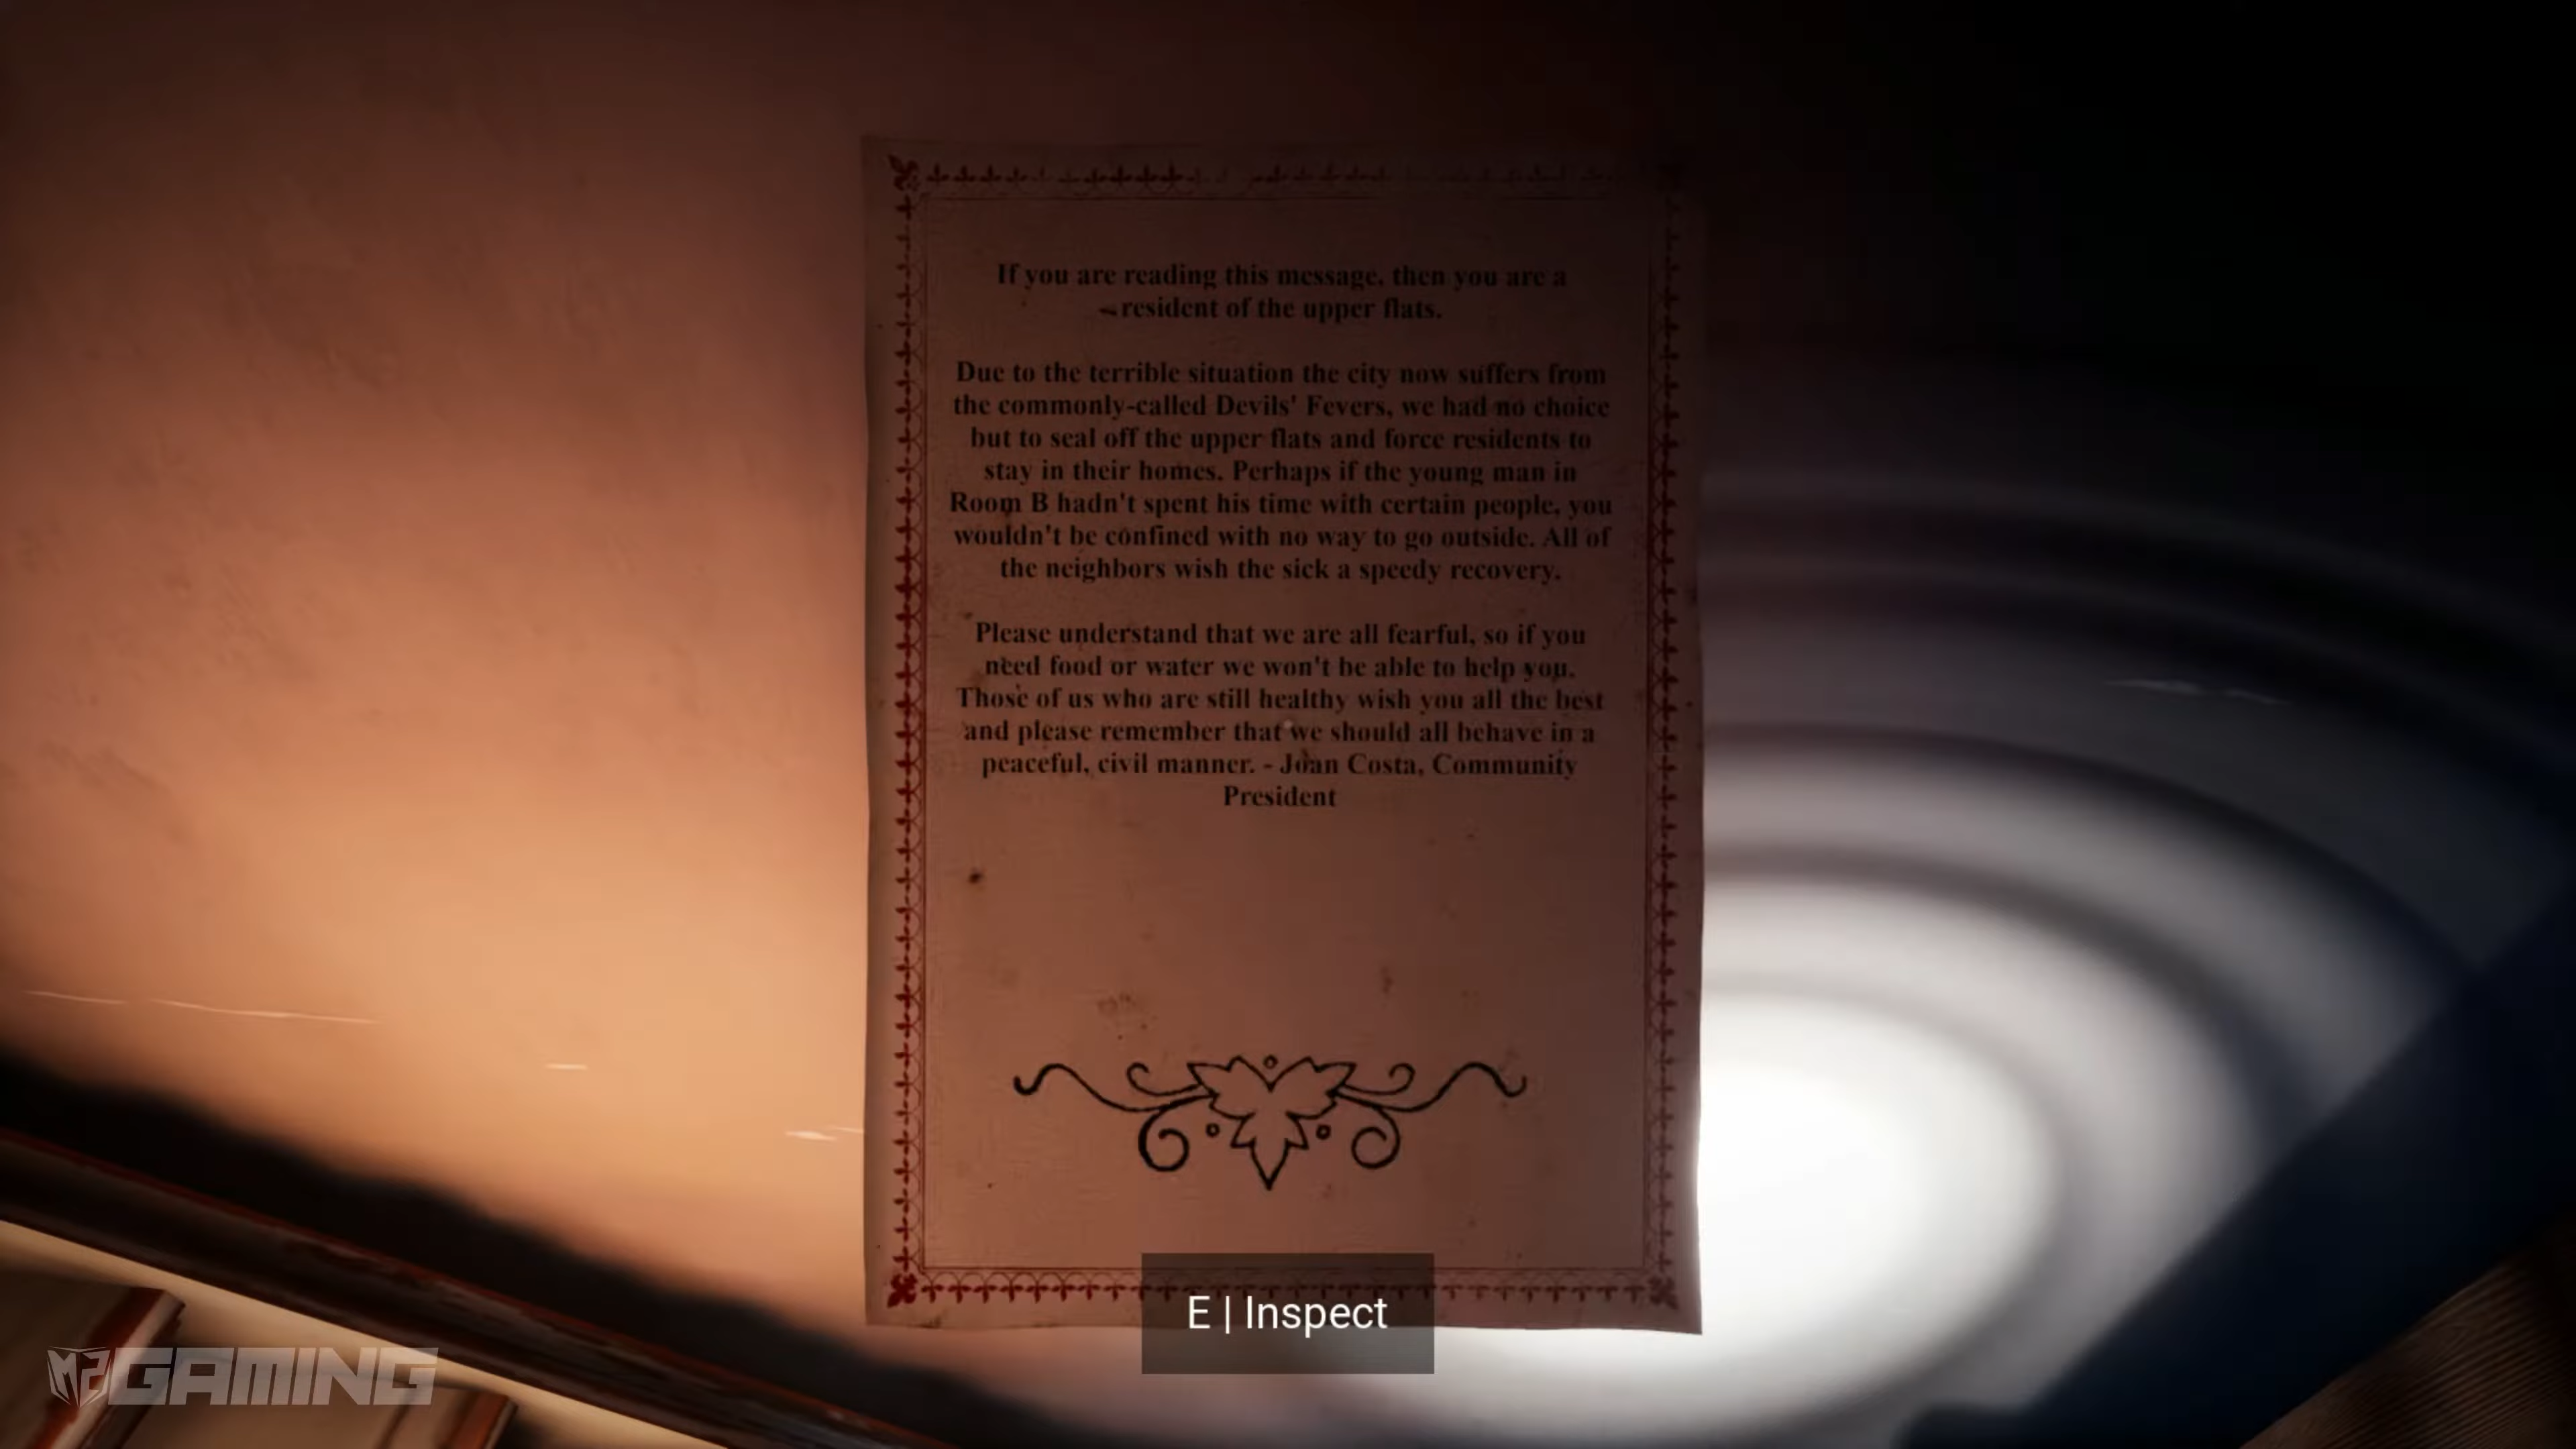 If you are reading this message, then you are a
resident of the upper flats.
Due to the terrible situation the city now suffers from
the commonly-called Devils' Fevers, we had no choice
but to seal off the upper flats and force residents to
stay in their homes. Perhaps if the young man in
Room B hadn't spent his time with certain people, you
wouldn't be confined with no way to go outside. All of
the neighbors wish the sick a speedy recovery.
Please understand that we are all fearful, so if you
need food or water we won't be able to help you.
Those of us who are still healthy wish you all the best
and please remember that we should all behave in a
peaceful, civil manner. - Joan Costa, Community
President
E | Inspect
M2 GAMING